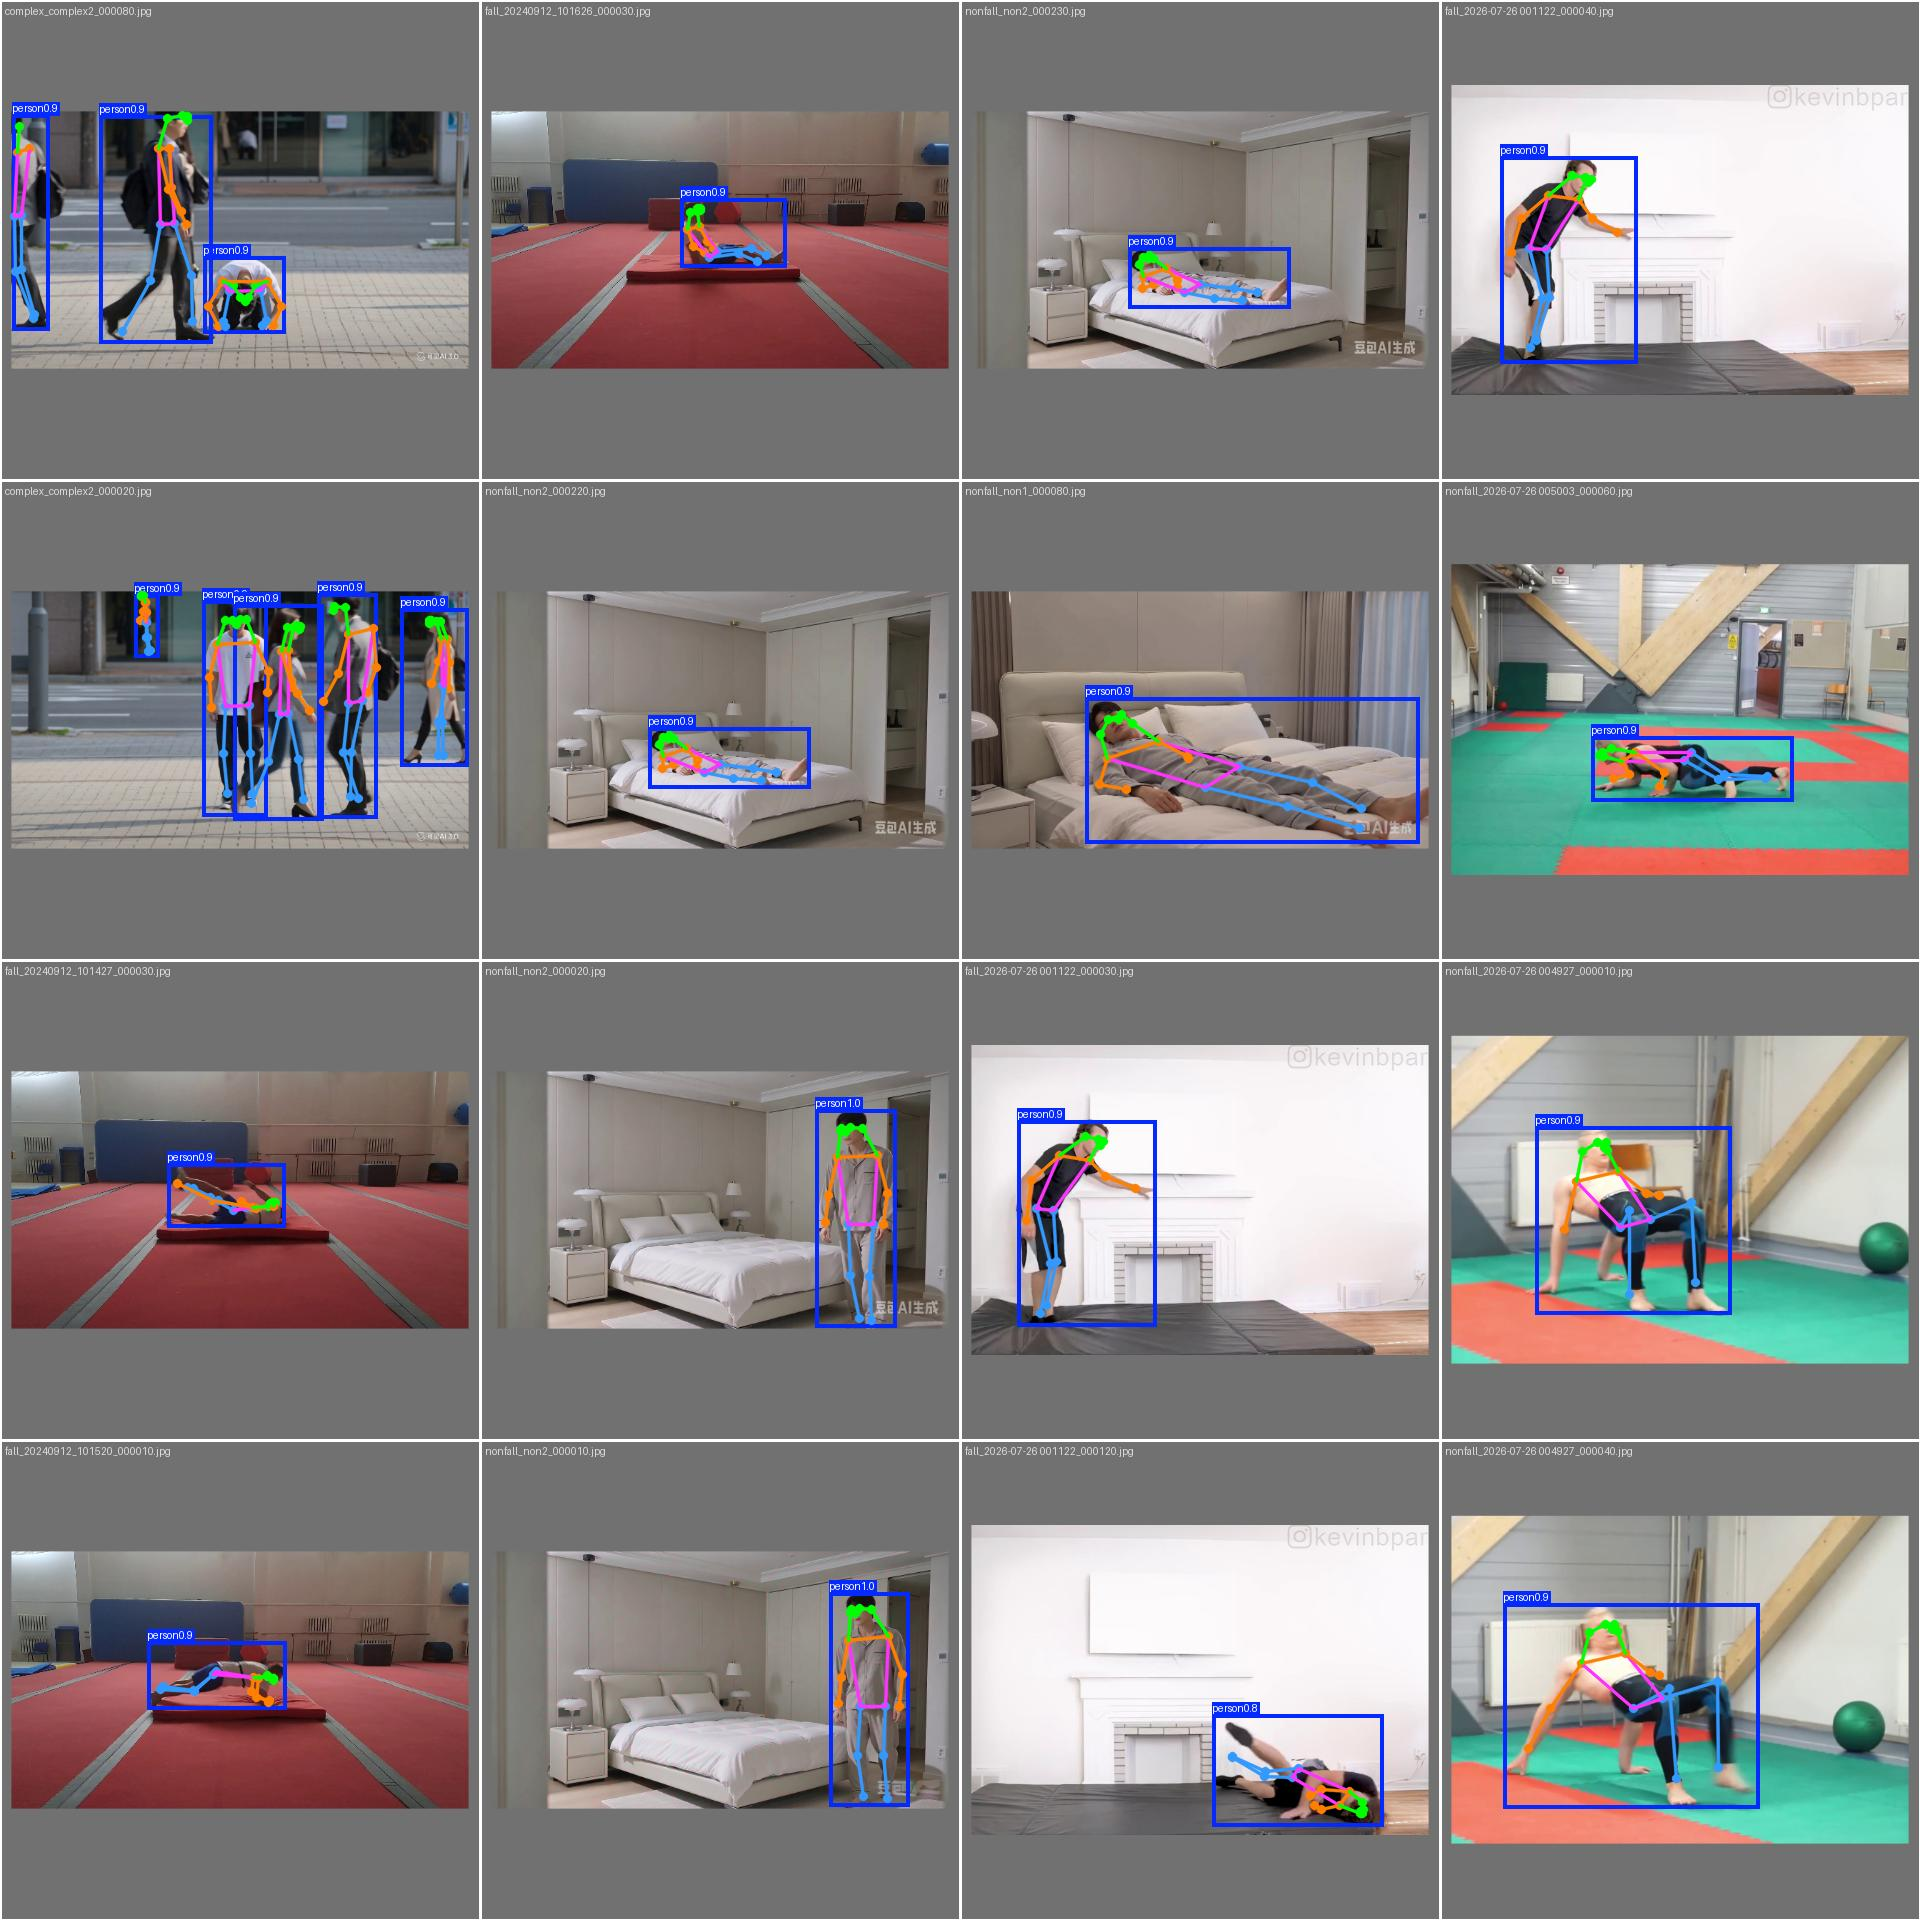 complex_complex2_000080.jpg
fall_20240912_101626_000030.jpg
nonfall_non2_000230.jpg
fall_2026-07-26 001122_000040.jpg
person0.9
person0.9
person0.9
person0.9
person0.9
person0.9
kevinbpar
豆包AI生成
complex_complex2_000020.jpg
nonfall_non2_000220.jpg
nonfall_non1_000080.jpg
nonfall_2026-07-26 005003_000060.jpg
person0.9
person0.9
person0.9
person0.9
person0.9
person0.9
person0.9
豆包AI生成
豆包AI生成
fall_20240912_101427_000030.jpg
nonfall_non2_000020.jpg
fall_2026-07-26 001122_000030.jpg
nonfall_2026-07-26 004927_000010.jpg
person0.9
person1.0
person0.9
person0.9
kevinbpar
豆包AI生成
fall_20240912_101520_000010.jpg
nonfall_non2_000010.jpg
fall_2026-07-26 001122_000120.jpg
nonfall_2026-07-26 004927_000040.jpg
person0.9
person1.0
person0.8
person0.9
kevinbpar